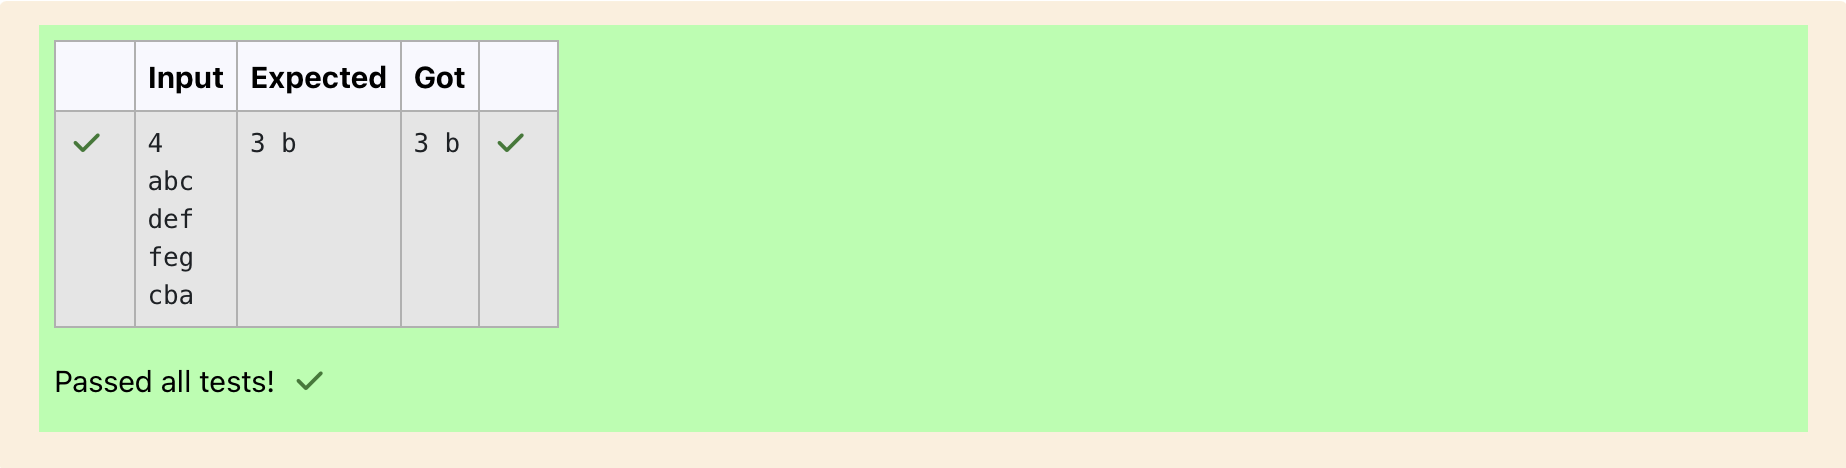 Input Expected Got
4 3 b 3 b
abc
def
feg
cba
Passed all tests!